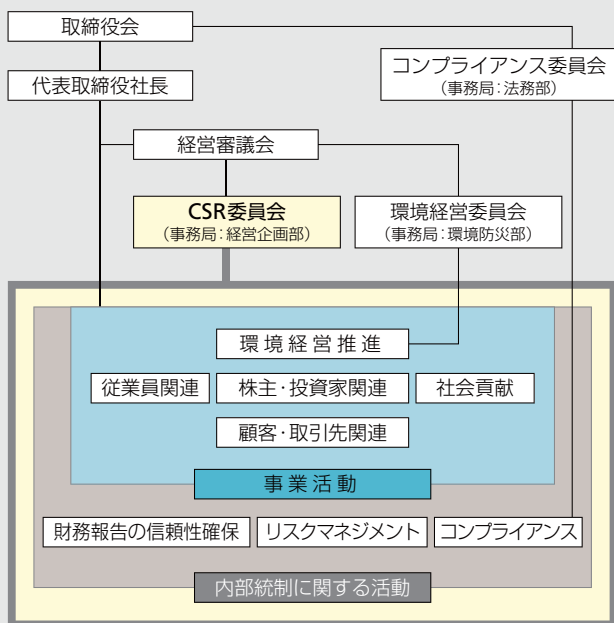 取締役会
コンプライアンス委員会
(事務局：法務部)
代表取締役社長
経営審議会
CSR委員会
(事務局：経営企画部)
環境経営委員会
(事務局：環境防災部)
環境経営推進
従業員関連
株主・投資家関連
社会貢献
顧客・取引先関連
事業活動
財務報告の信頼性確保
リスクマネジメント
コンプライアンス
内部統制に関する活動